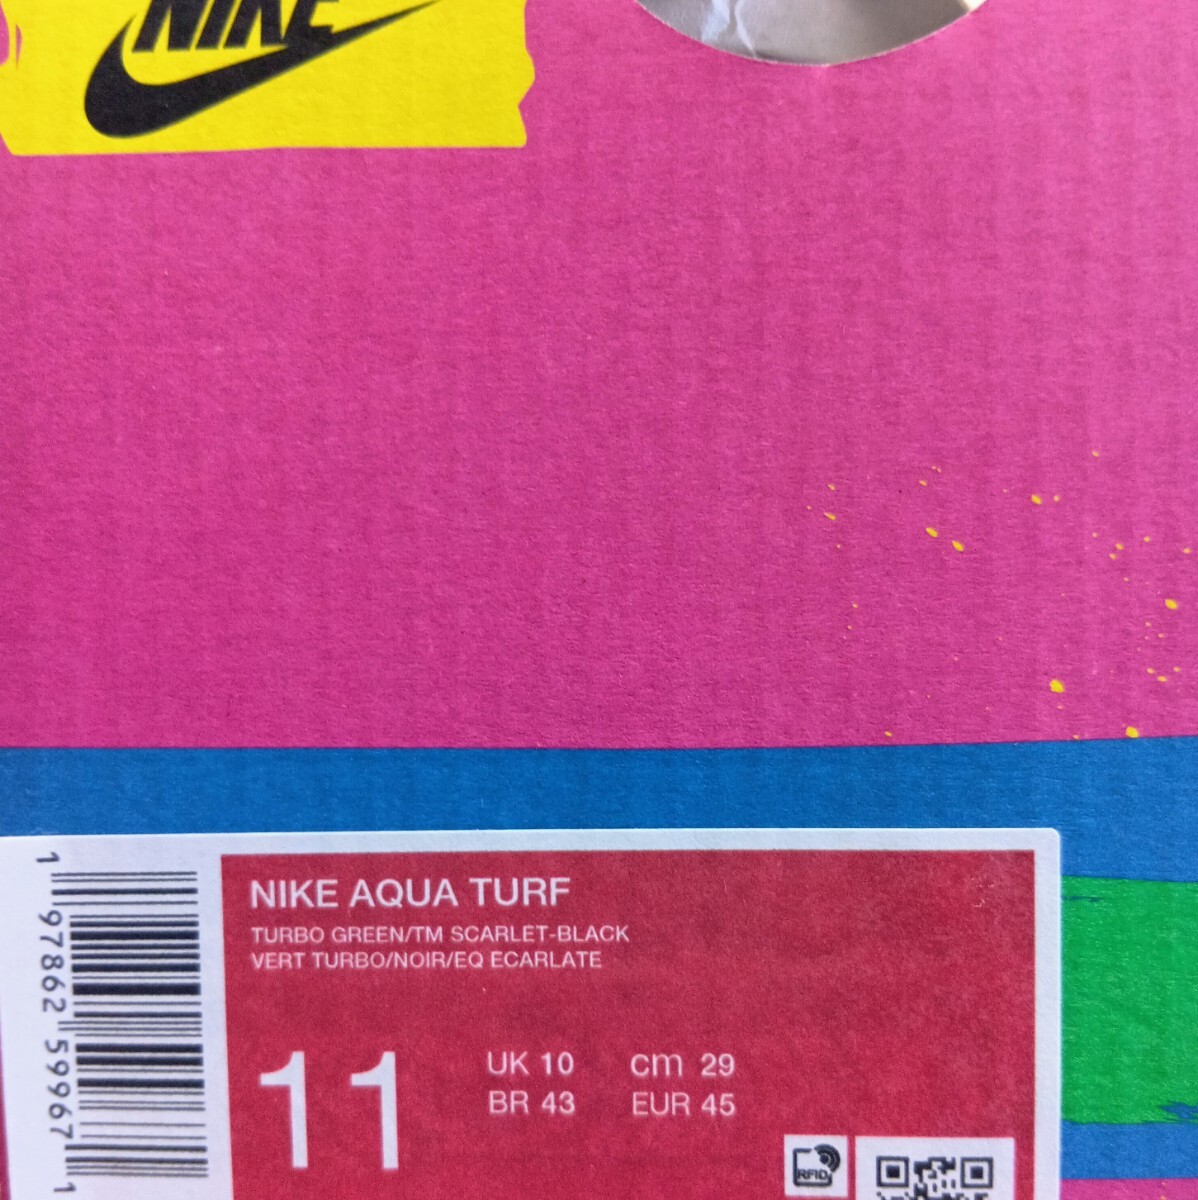 NIKE
NIKE AQUA TURF
TURBO GREEN/TM SCARLET-BLACK
VERT TURBO/NOIR/EQ ECARLATE
11
UK 10 cm 29
BR 43 EUR 45
RFID
1 97862 59967 1